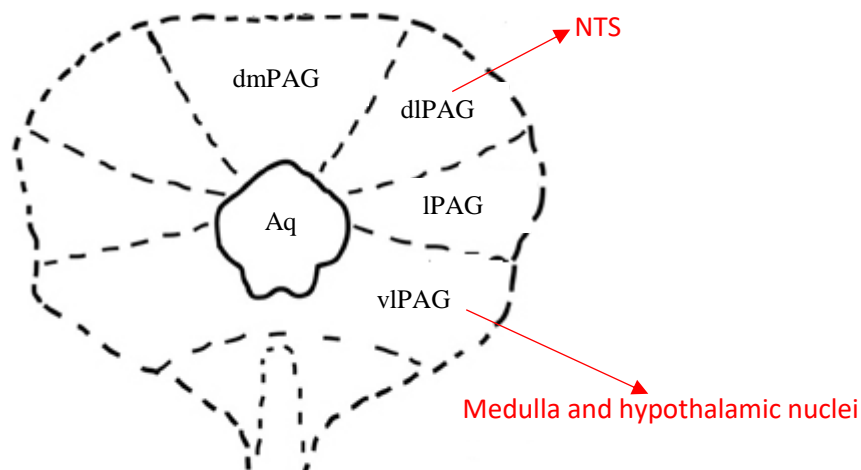 NTS
dmPAG
dlPAG
lPAG
Aq
vlPAG
Medulla and hypothalamic nuclei